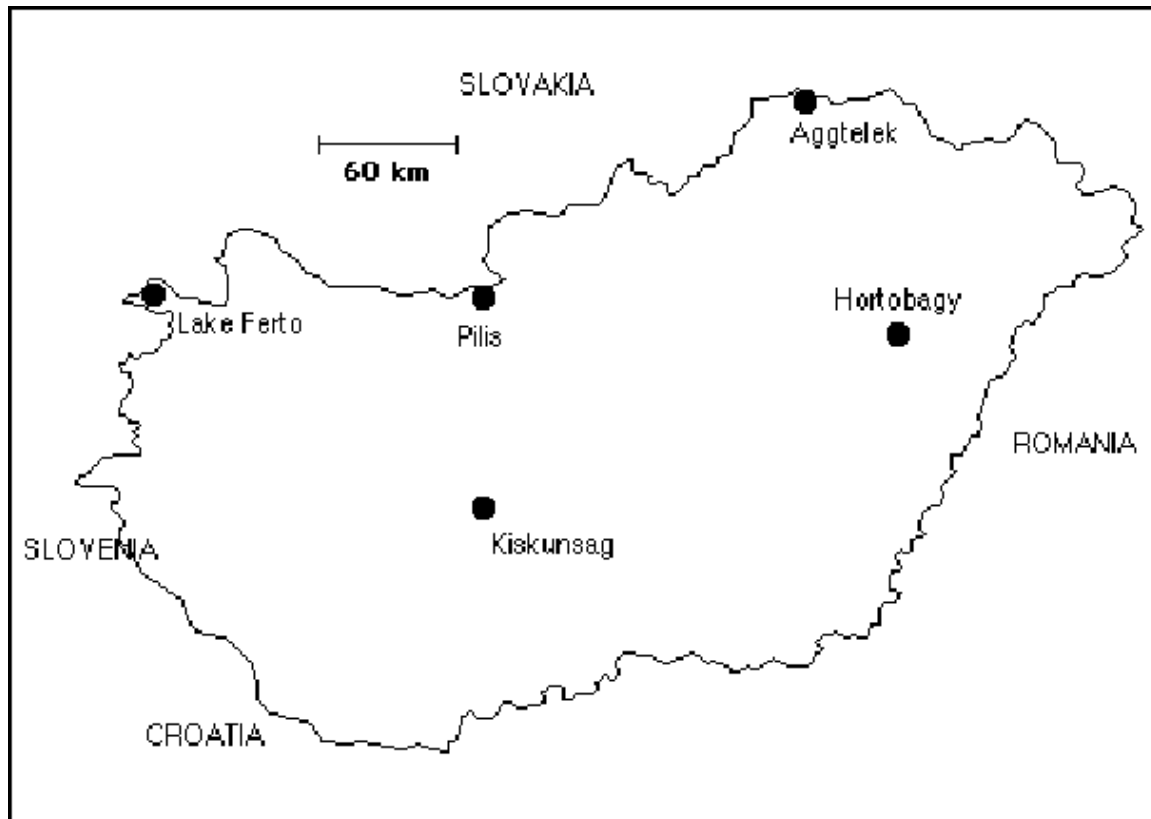 SLOVAKIA
60 km
Aggtelek
Lake Ferto
Pilis
Hortobagy
ROMANIA
Kiskunsag
SLOVENIA
CROATIA